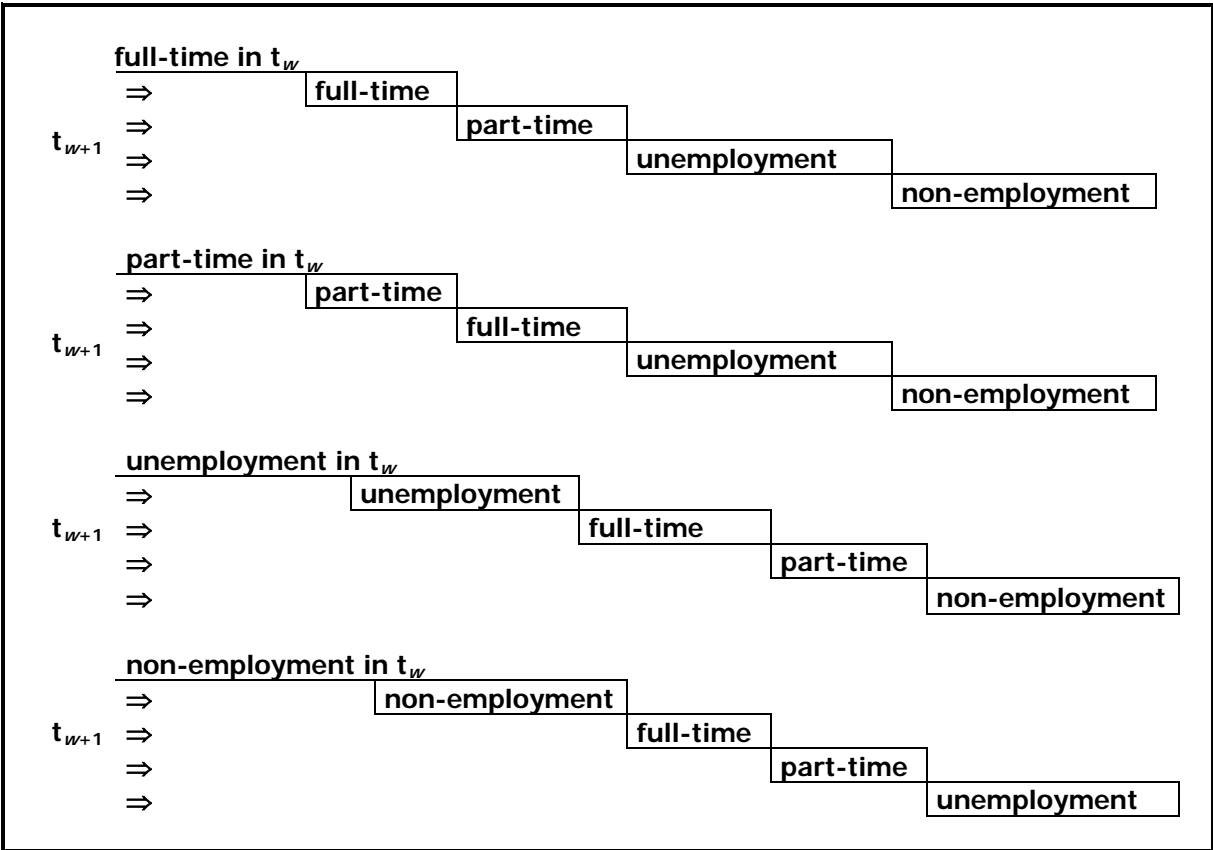 full-time in tw
⇒ full-time
⇒ part-time
tw+1
⇒ unemployment
⇒ non-employment
part-time in tw
⇒ part-time
⇒ full-time
tw+1
⇒ unemployment
⇒ non-employment
unemployment in tw
⇒ unemployment
tw+1 ⇒ full-time
⇒ part-time
⇒ non-employment
non-employment in tw
⇒ non-employment
tw+1 ⇒ full-time
⇒ part-time
⇒ unemployment